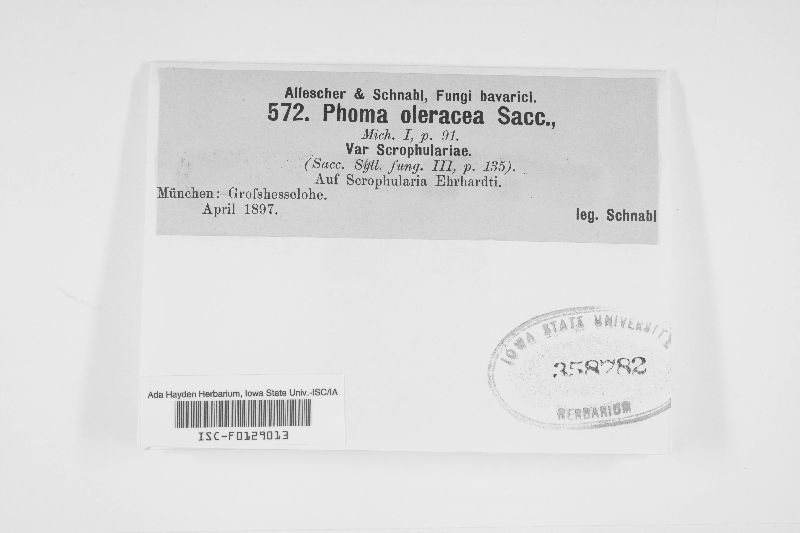 Allescher & Schnabl, Fungi bavarici.
572. Phoma oleracea Sacc.,
Mich. I, p. 91.
Var Scrophulariae.
(Sacc. Syll. fung. III, p. 135).
Auf Scrophularia Ehrhardti.
München: Grofshesselohe.
April 1897.
leg. Schnabl
IOWA STATE UNIVERSITY
358782
HERBARIUM
Ada Hayden Herbarium, Iowa State Univ.-ISC/IA
ISC-F0129013